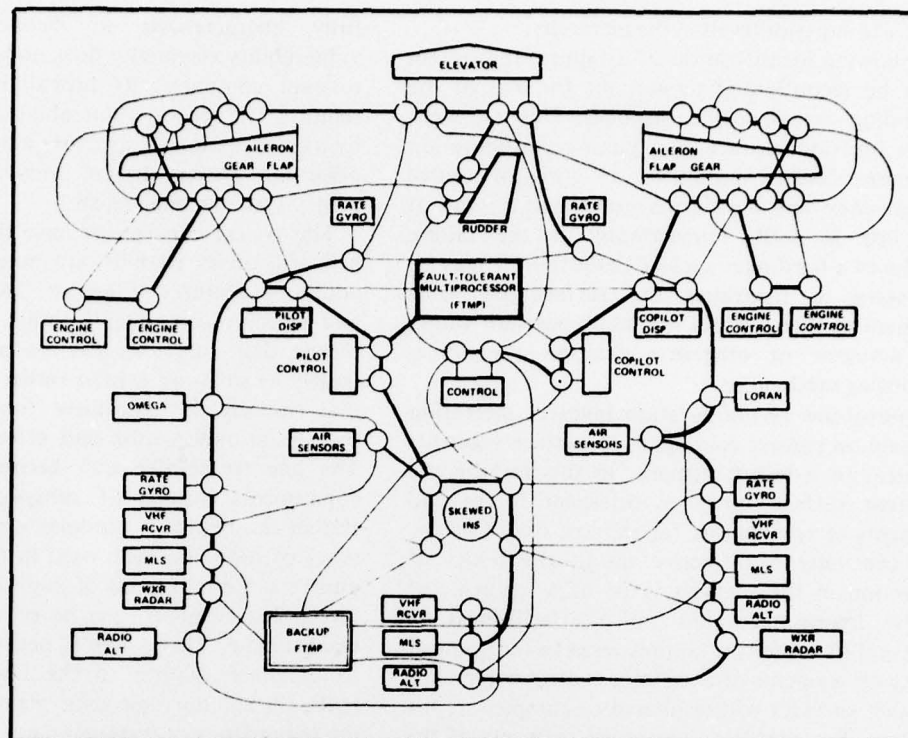 ELEVATOR
AILERON
GEAR FLAP
AILERON
FLAP GEAR
RATE
GYRO
RUDDER
RATE
GYRO
FAULT-TOLERANT
MULTIPROCESSOR
(FTMP)
ENGINE
CONTROL
ENGINE
CONTROL
PILOT
DISP
COPILOT
DISP
ENGINE
CONTROL
ENGINE
CONTROL
PILOT
CONTROL
CONTROL
COPILOT
CONTROL
OMEGA
LORAN
AIR
SENSORS
AIR
SENSORS
RATE
GYRO
VHF
RCVR
MLS
WXR
RADAR
RADIO
ALT
SKEWED
INS
RATE
GYRO
VHF
RCVR
MLS
RADIO
ALT
WXR
RADAR
BACKUP
FTMP
VHF
RCVR
MLS
RADIO
ALT